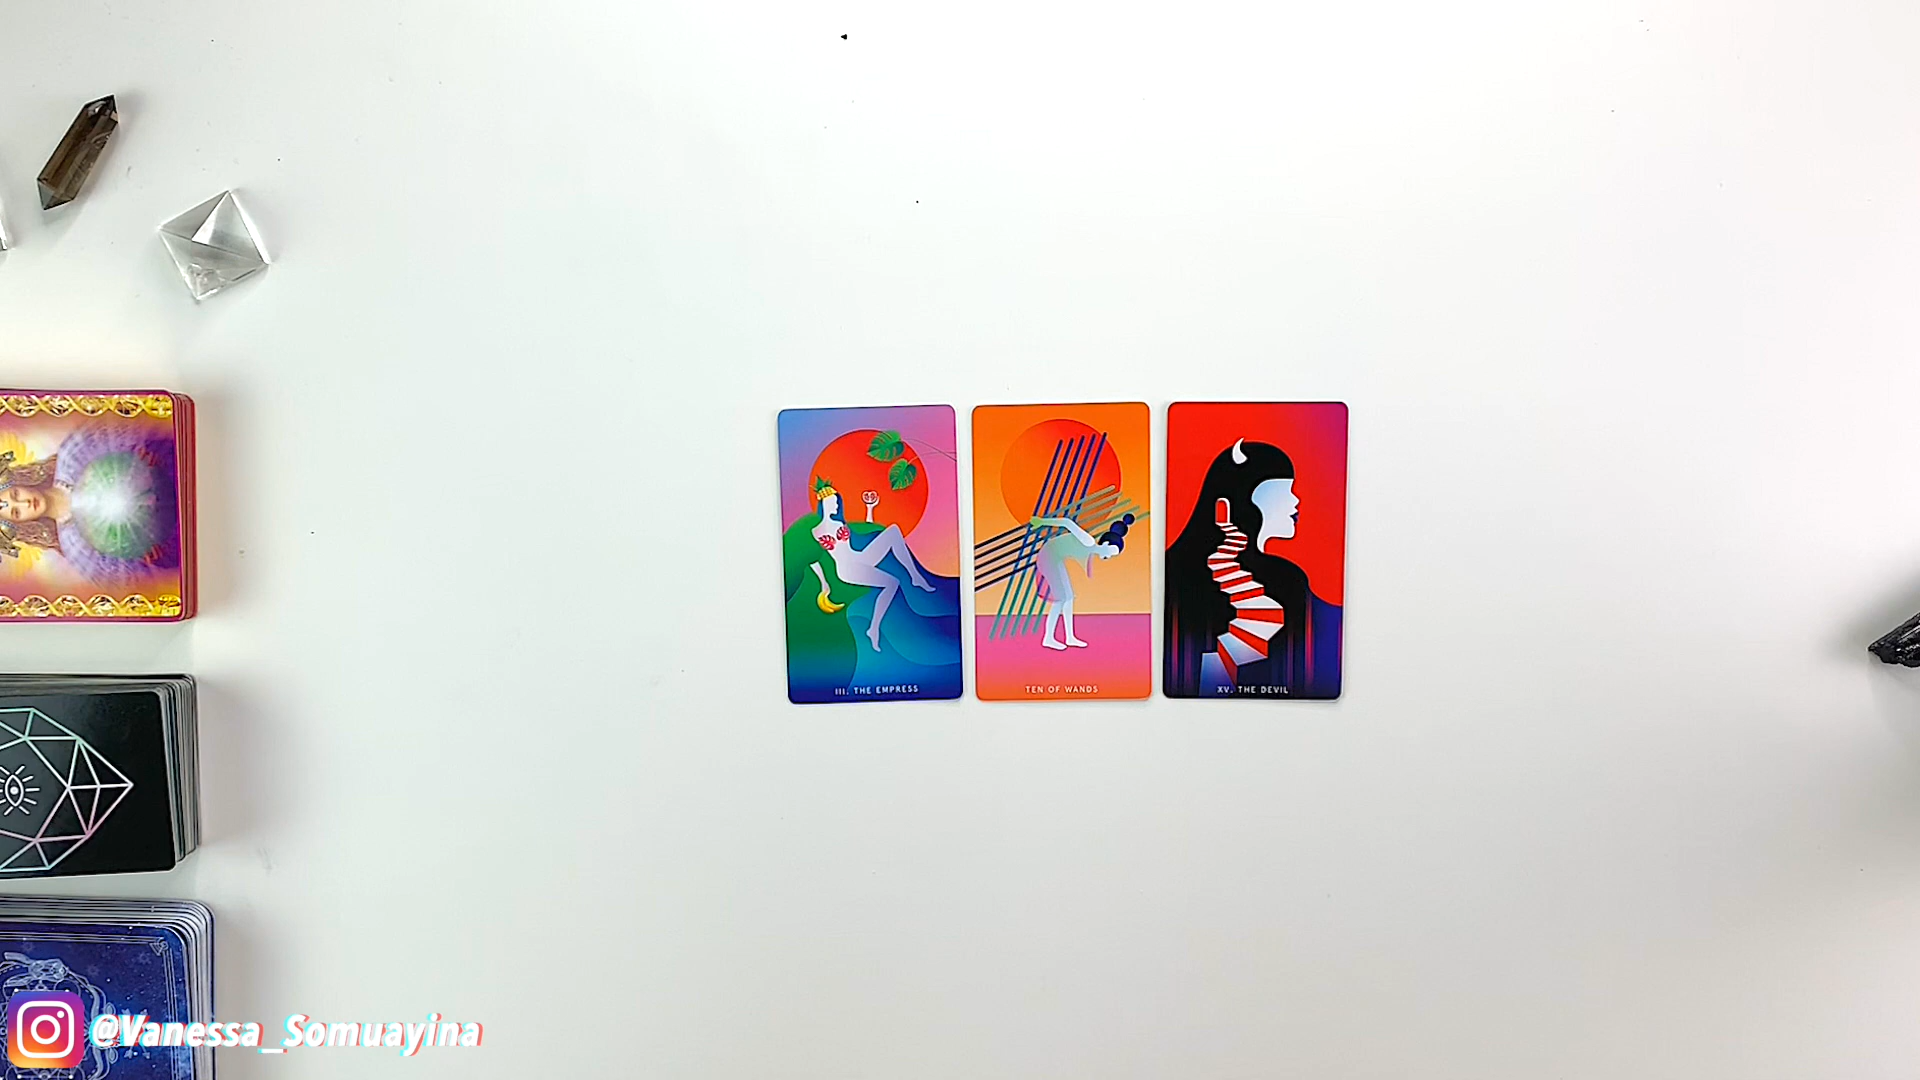 III. THE EMPRESS
TEN OF WANDS
XV. THE DEVIL
@Vanessa_Somuayina